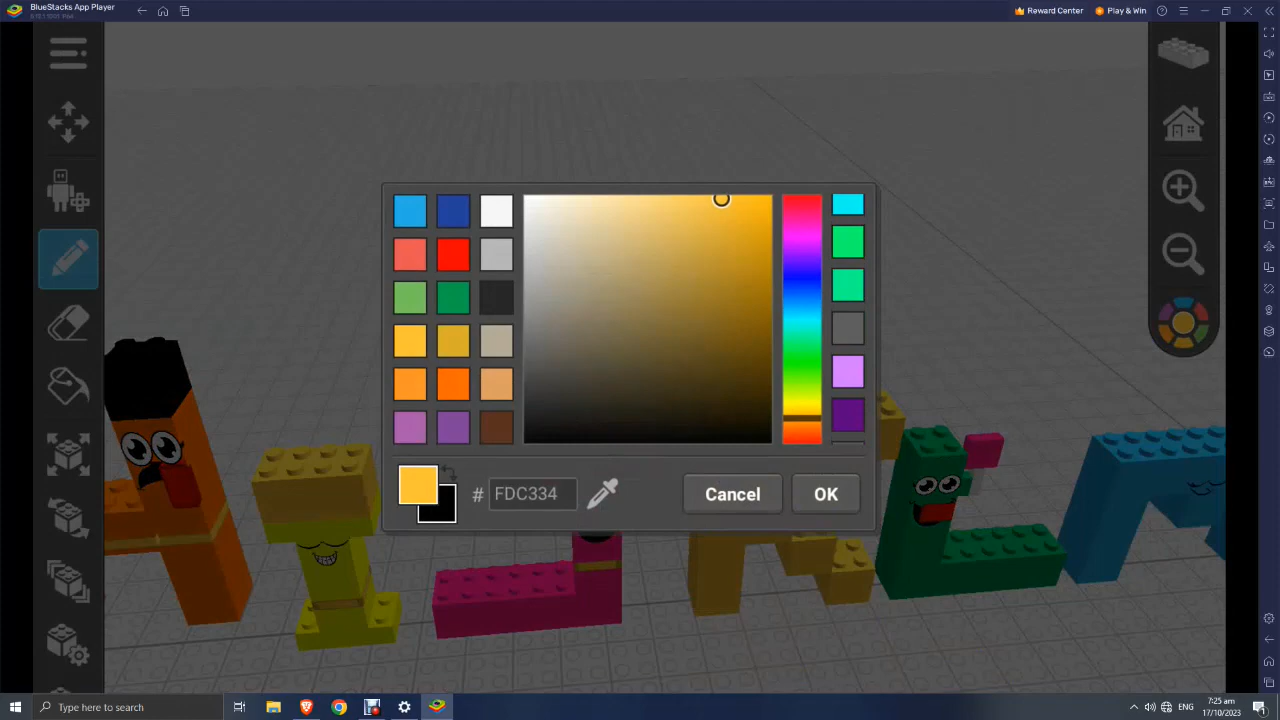 BlueStacks App Player
Reward Center
Play & Win
# FDC334
Cancel
OK
Type here to search
ENG
7:25 am
17/10/2023
1